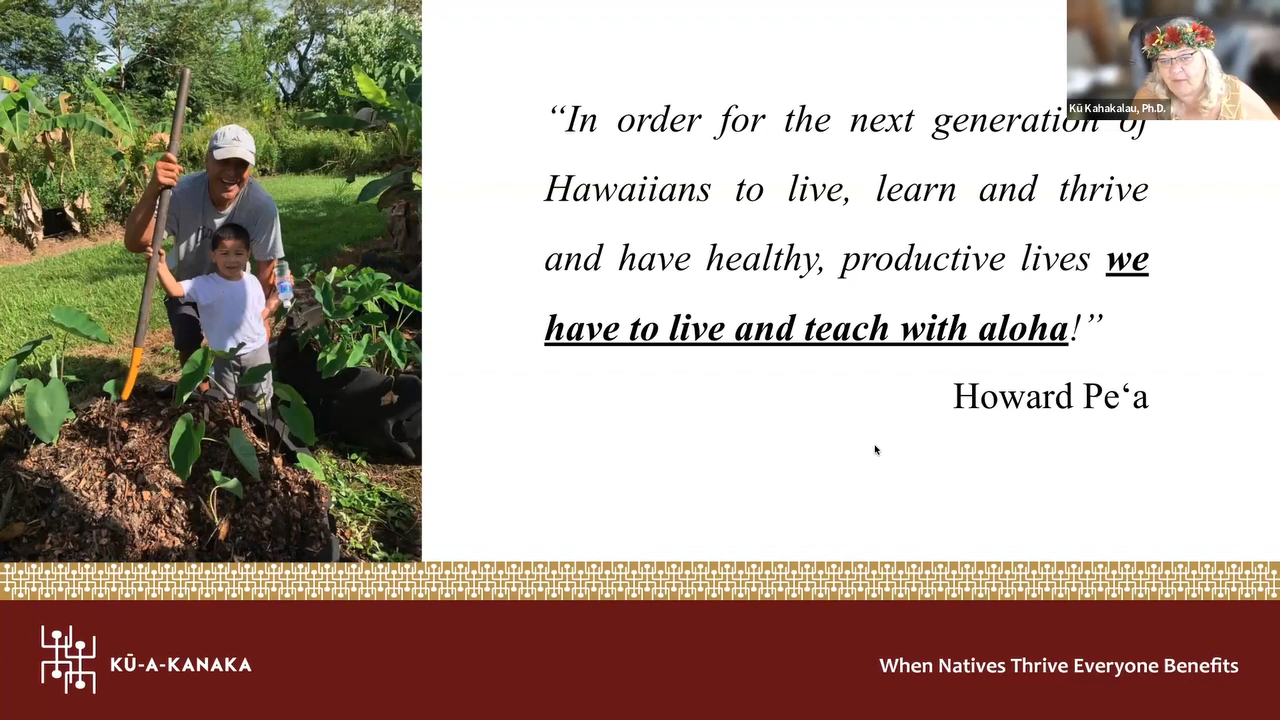 Kū Kahakalau, Ph.D.
“In order for the next generation of
Hawaiians to live, learn and thrive
and have healthy, productive lives we
have to live and teach with aloha!”
Howard Peʻa
KŪ-A-KANAKA
When Natives Thrive Everyone Benefits